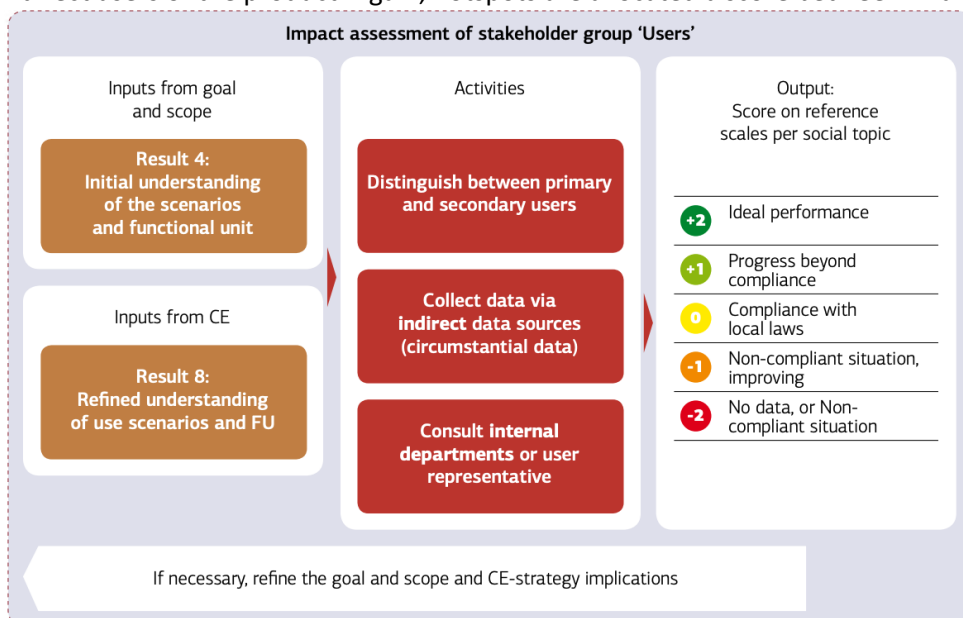 Impact assessment of stakeholder group ‘Users’
Inputs from goal
and scope
Result 4:
Initial understanding
of the scenarios
and functional unit
Inputs from CE
Result 8:
Refined understanding
of use scenarios and FU
Activities
Distinguish between primary
and secondary users
Collect data via
indirect data sources
(circumstantial data)
Consult internal
departments or user
representative
Output:
Score on reference
scales per social topic
+2 Ideal performance
+1 Progress beyond
compliance
0 Compliance with
local laws
-1 Non-compliant situation,
improving
-2 No data, or Non-
compliant situation
If necessary, refine the goal and scope and CE-strategy implications